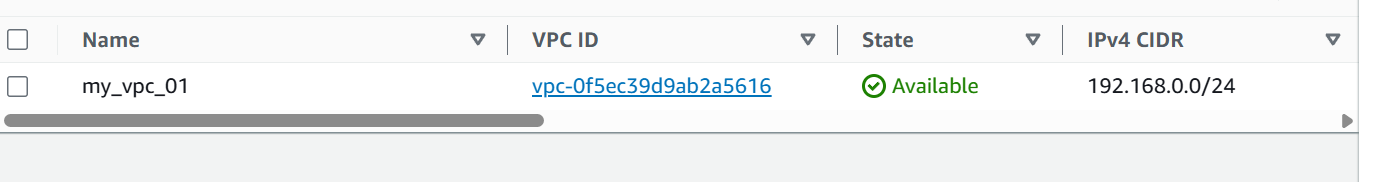 Name VPC ID State IPv4 CIDR
my_vpc_01 vpc-0f5ec39d9ab2a5616 Available 192.168.0.0/24